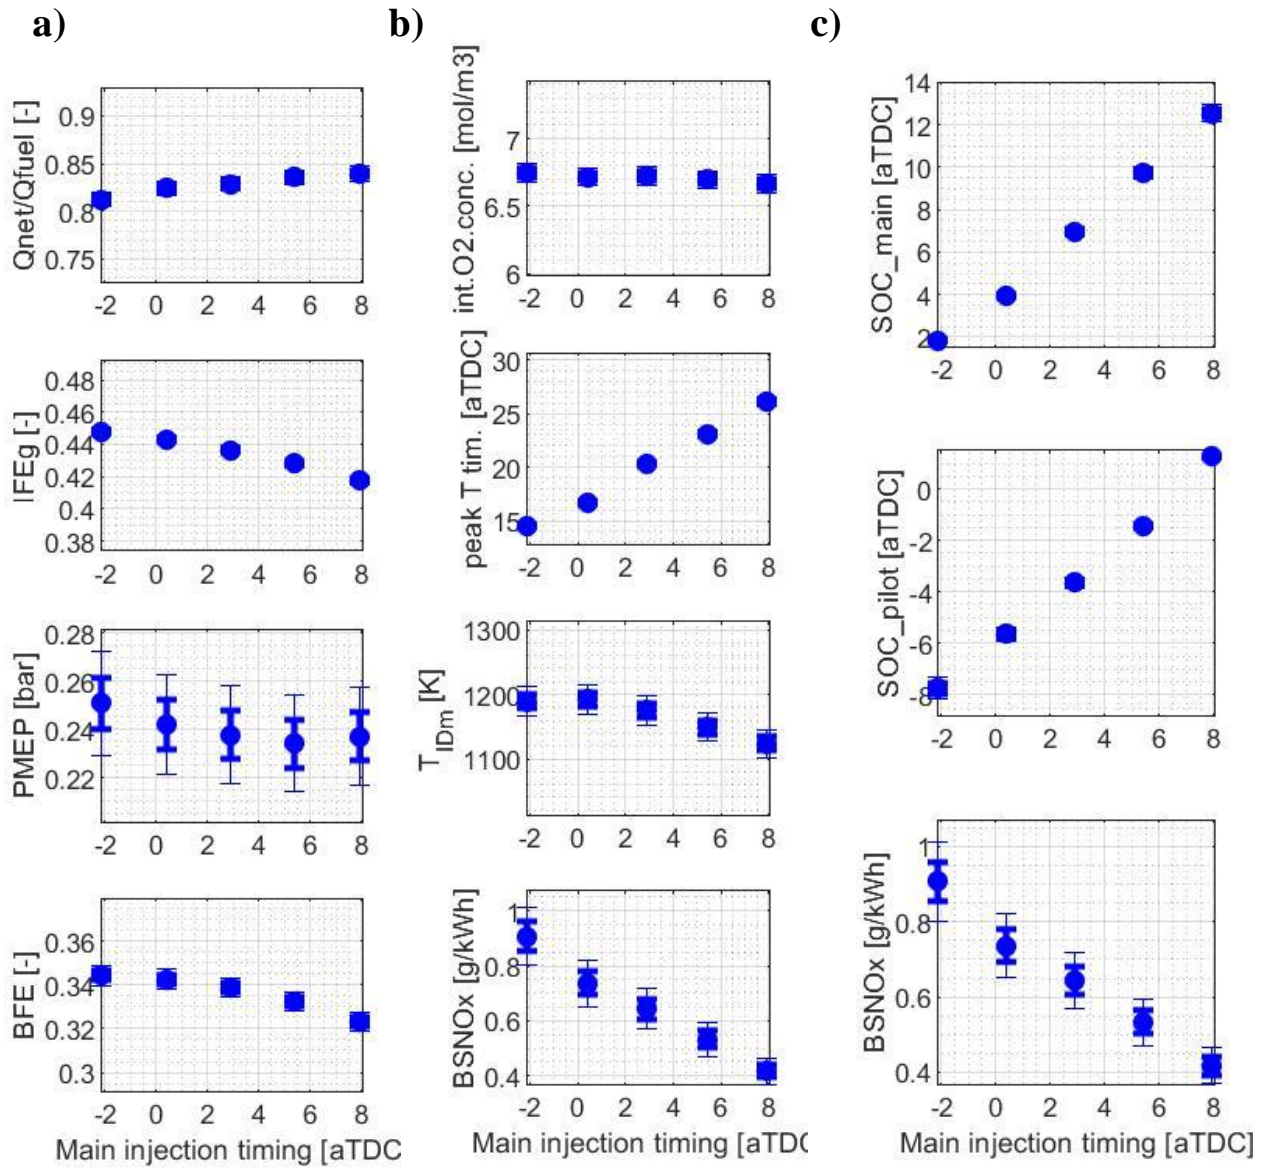 a)
Qnet/Qfuel [-]
0.9
0.85
0.8
0.75
-2 0 2 4 6 8
IFEg [-]
0.48
0.46
0.44
0.42
0.4
0.38
-2 0 2 4 6 8
PMEP [bar]
0.28
0.26
0.24
0.22
-2 0 2 4 6 8
BFE [-]
0.36
0.34
0.32
0.3
-2 0 2 4 6 8
Main injection timing [aTDC
b)
int.O2.conc. [mol/m3]
7
6.5
6
-2 0 2 4 6 8
peak T tim. [aTDC]
30
25
20
15
-2 0 2 4 6 8
TIDm [K]
1300
1200
1100
-2 0 2 4 6 8
BSNOx [g/kWh]
1
0.8
0.6
0.4
-2 0 2 4 6 8
Main injection timing [aTDC
c)
SOC_main [aTDC]
14
12
10
8
6
4
2
-2 0 2 4 6 8
SOC_pilot [aTDC]
0
-2
-4
-6
-8
-2 0 2 4 6 8
BSNOx [g/kWh]
1
0.8
0.6
0.4
-2 0 2 4 6 8
Main injection timing [aTDC]